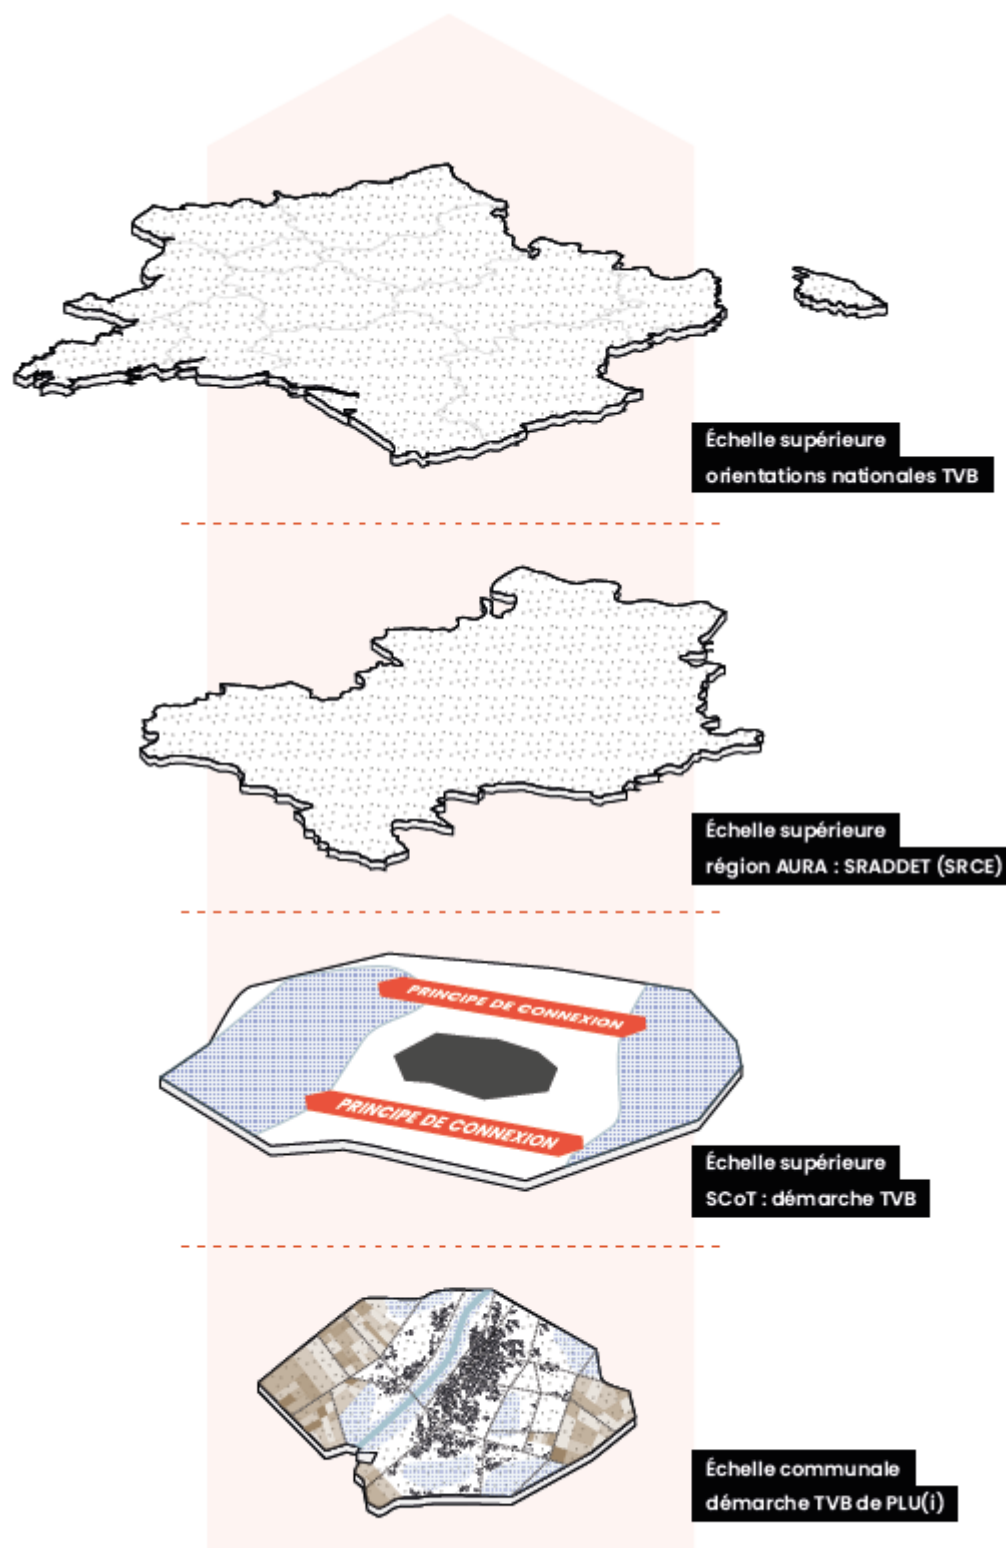 Échelle supérieure
orientations nationales TVB
Échelle supérieure
région AURA : SRADDET (SRCE)
PRINCIPE DE CONNEXION
PRINCIPE DE CONNEXION
Échelle supérieure
SCoT : démarche TVB
Échelle communale
démarche TVB de PLU(i)